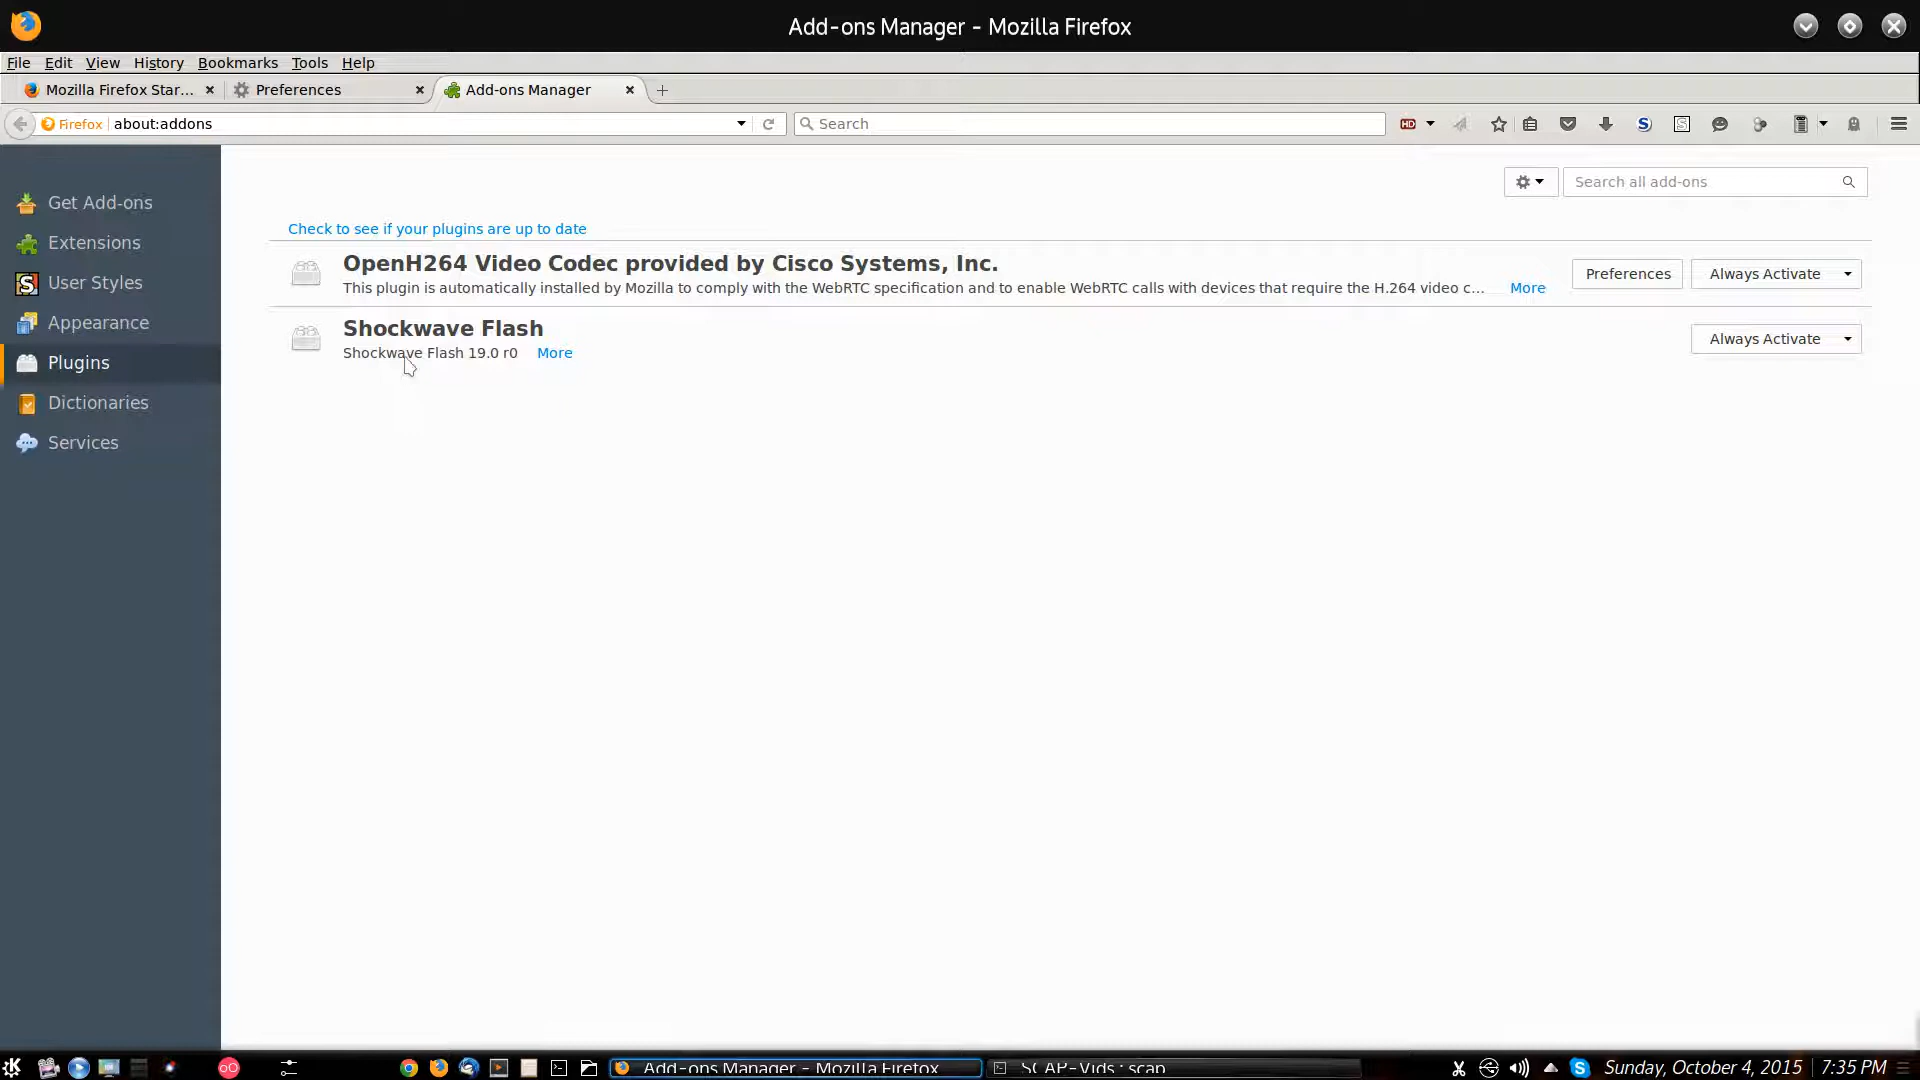 Add-ons Manager - Mozilla Firefox
File Edit View History Bookmarks Tools Help
Mozilla Firefox Star... Preferences Add-ons Manager
Firefox about:addons Search HD
Get Add-ons
Extensions
User Styles
Appearance
Plugins
Dictionaries
Services
Search all add-ons
Check to see if your plugins are up to date
OpenH264 Video Codec provided by Cisco Systems, Inc.
This plugin is automatically installed by Mozilla to comply with the WebRTC specification and to enable WebRTC calls with devices that require the H.264 video c... More
Preferences Always Activate
Shockwave Flash
Shockwave Flash 19.0 r0 More
Always Activate
Add-ons Manager - Mozilla Firefox SCAP-Vids : scap Sunday, October 4, 2015 7:35 PM